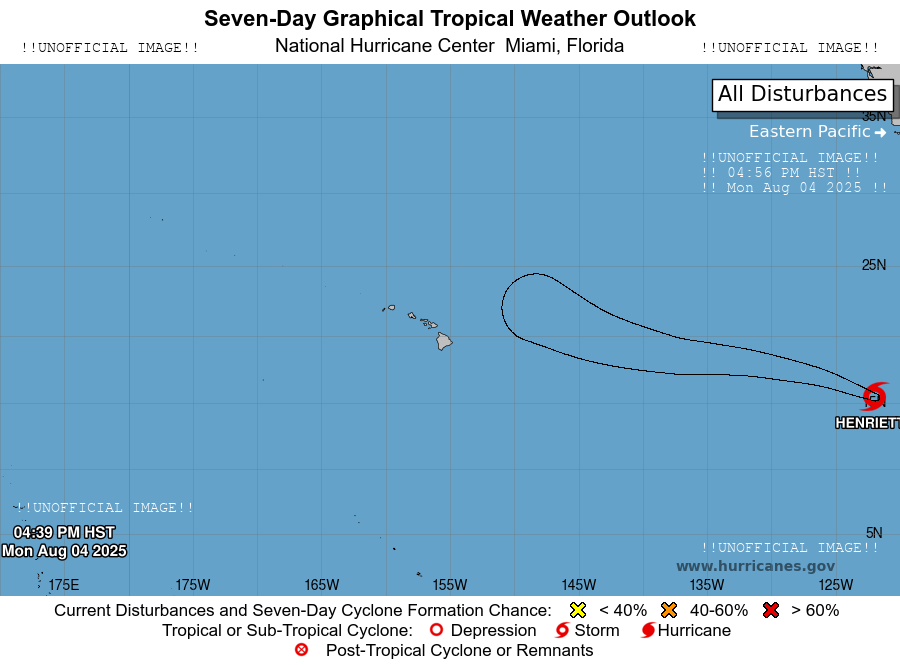 Seven-Day Graphical Tropical Weather Outlook
!!UNOFFICIAL IMAGE!! National Hurricane Center Miami, Florida !!UNOFFICIAL IMAGE!!
All Disturbances
35N
Eastern Pacific
!!UNOFFICIAL IMAGE!!
!! 04:56 PM HST !!
!! Mon Aug 04 2025 !!
25N
HENRIETT
!!UNOFFICIAL IMAGE!!
04:39 PM HST
Mon Aug 04 2025
5N
!!UNOFFICIAL IMAGE!!
www.hurricanes.gov
175E 175W 165W 155W 145W 135W 125W
Current Disturbances and Seven-Day Cyclone Formation Chance: < 40% 40-60% > 60%
Tropical or Sub-Tropical Cyclone: Depression Storm Hurricane
Post-Tropical Cyclone or Remnants